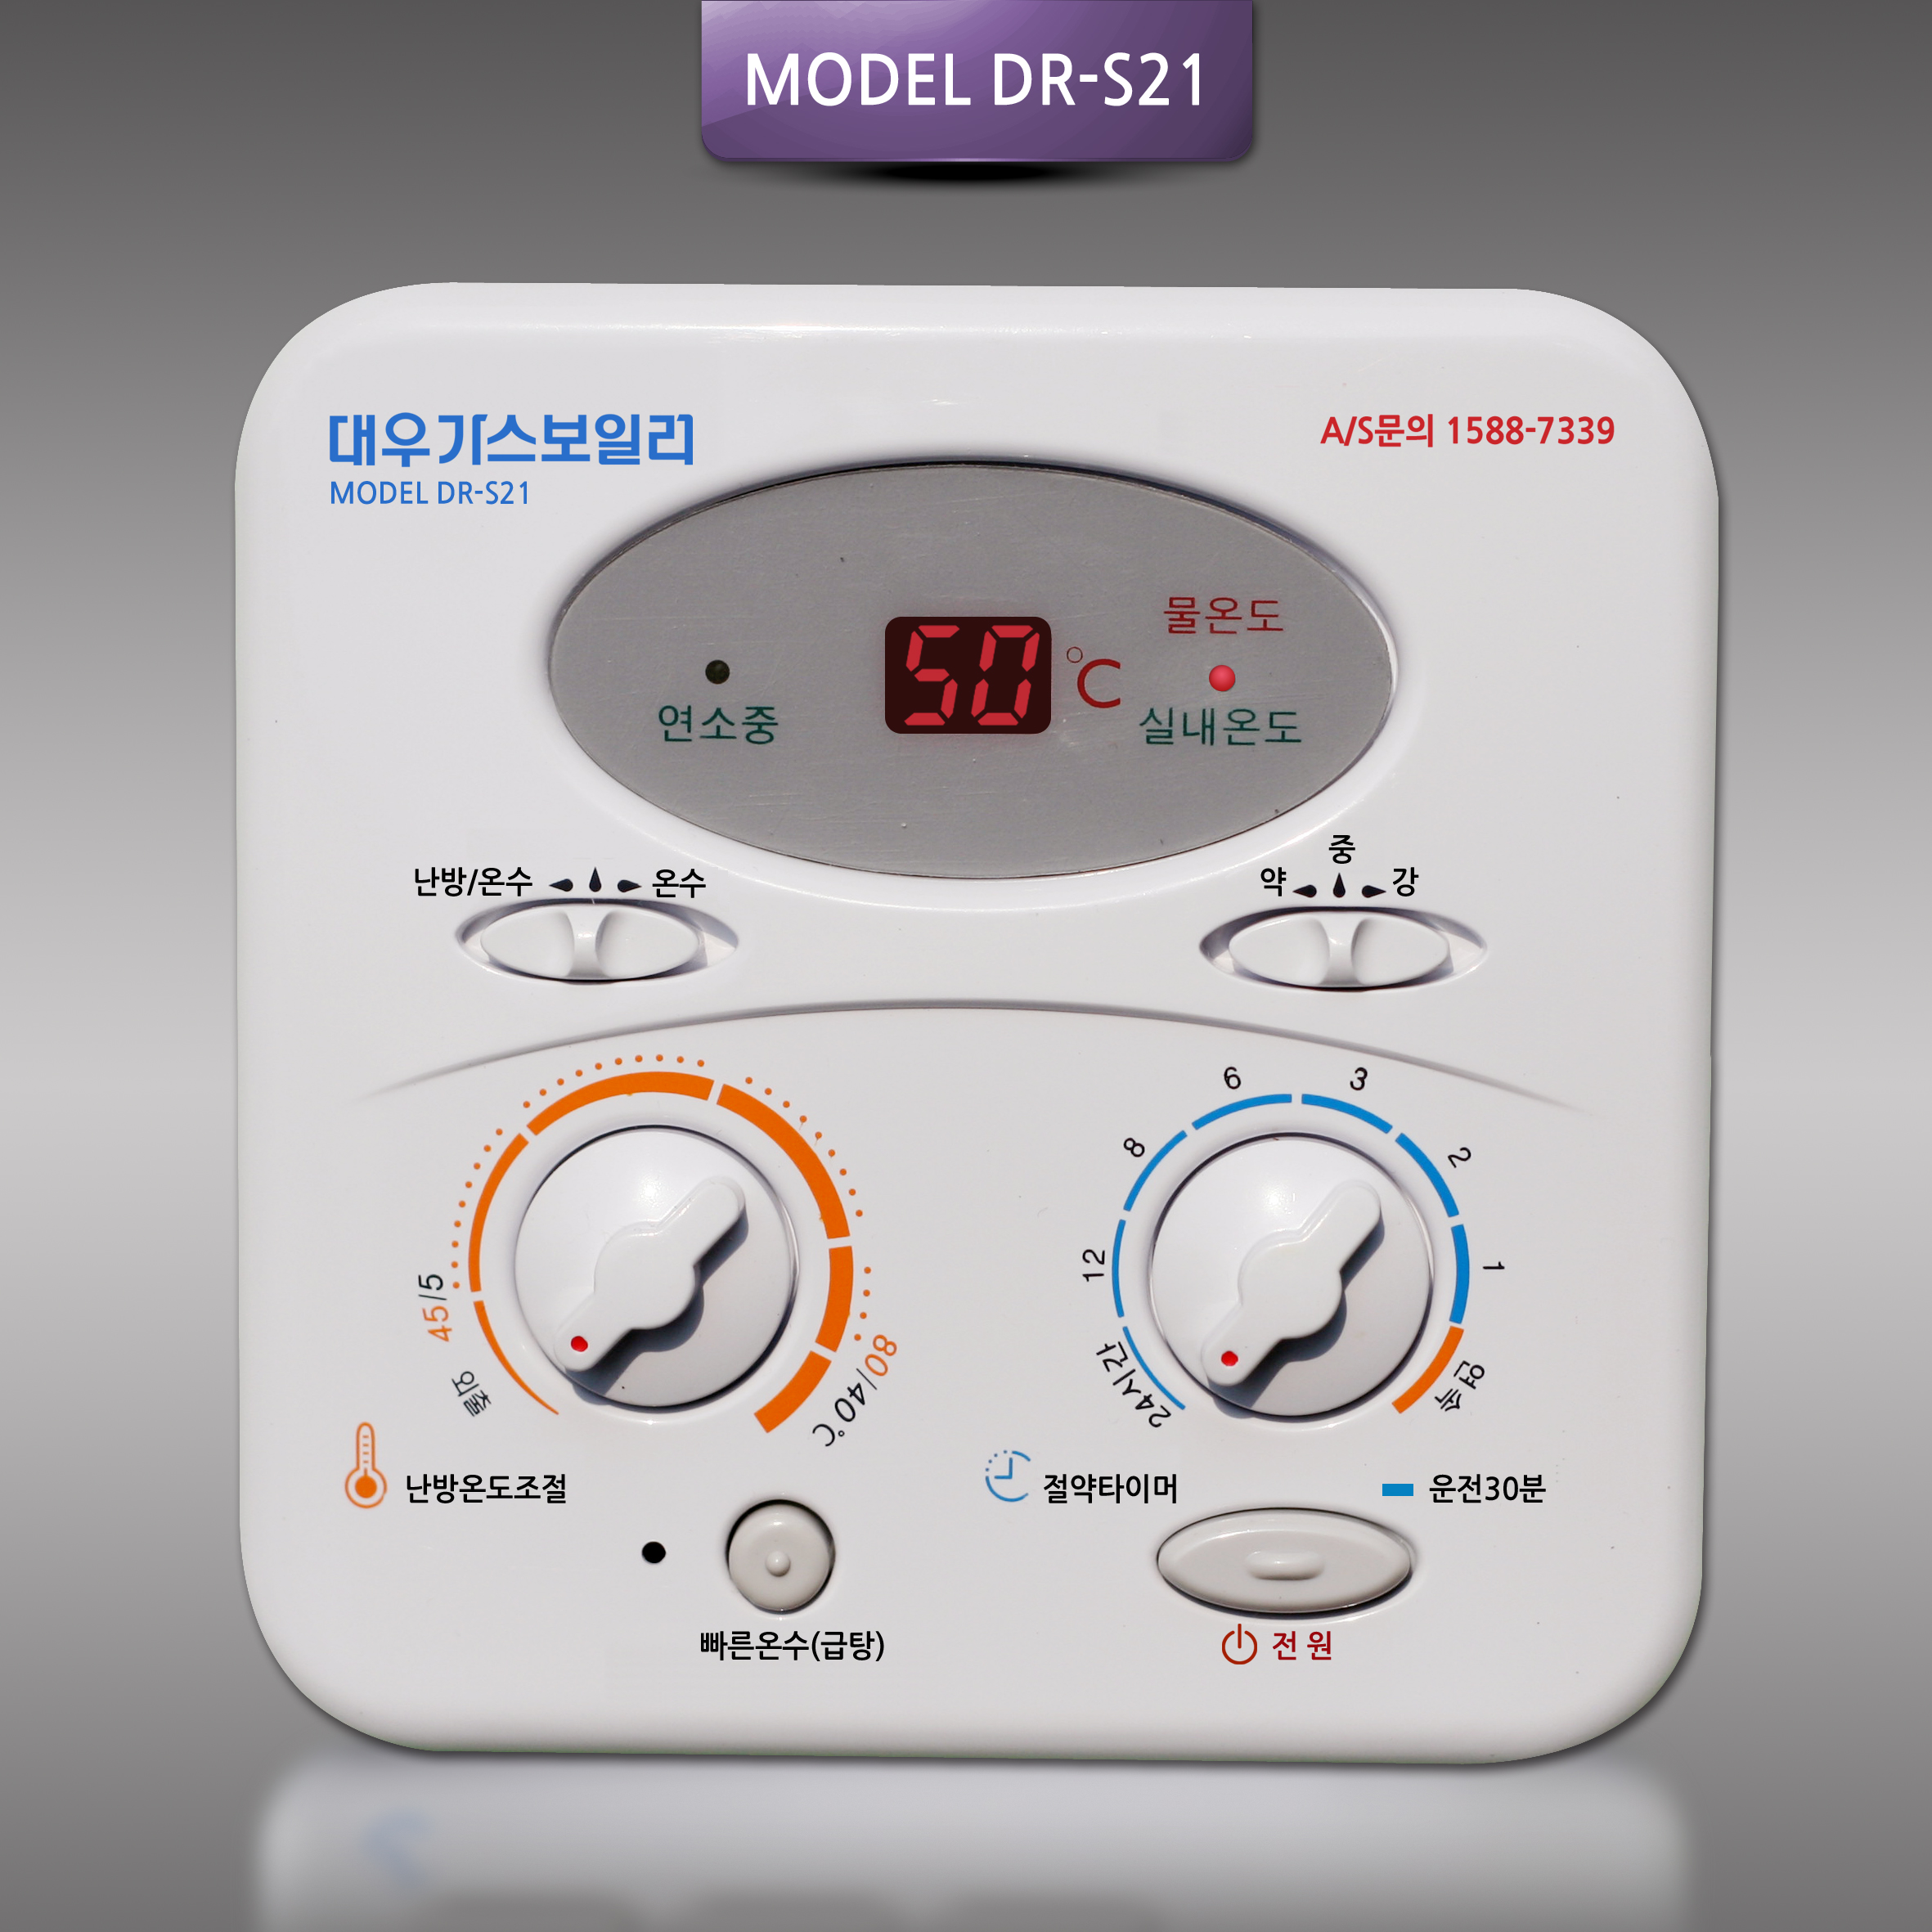 MODEL DR-S21
대우가스보일러
MODEL DR-S21
A/S문의 1588-7339
물온도
50 °C
연소중
실내온도
난방/온수 온수
약 중 강
45/5
외출
80/40℃
24시간
12
8
6
3
2
1
연속
난방온도조절
절약타이머
운전30분
빠른온수(급탕)
전원